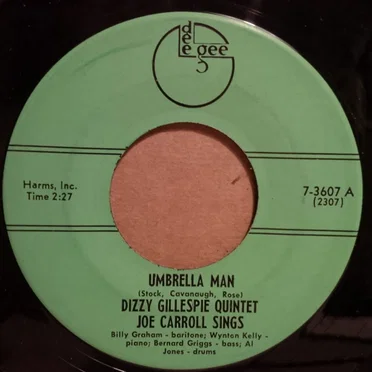 dee gee
Harms, Inc.
Time 2:27
7-3607 A
(2307)
UMBRELLA MAN
(Stock, Cavanaugh, Rose)
DIZZY GILLESPIE QUINTET
JOE CARROLL SINGS
Billy Graham - baritone; Wynton Kelly -
piano; Bernard Griggs - bass; Al
Jones - drums